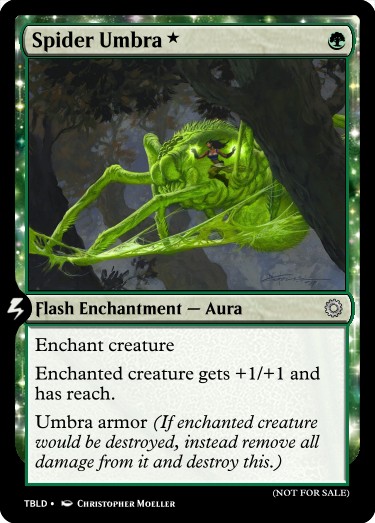 Spider Umbra ★
Flash Enchantment — Aura
Enchant creature
Enchanted creature gets +1/+1 and
has reach.
Umbra armor (If enchanted creature
would be destroyed, instead remove all
damage from it and destroy this.)
(NOT FOR SALE)
TBLD • Christopher Moeller